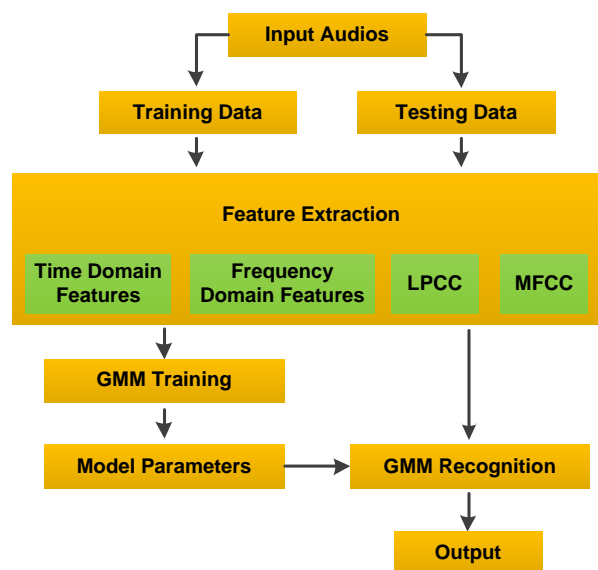 Input Audios
Training Data
Testing Data
Feature Extraction
Time Domain
Features
Frequency
Domain Features
LPCC
MFCC
GMM Training
Model Parameters
GMM Recognition
Output